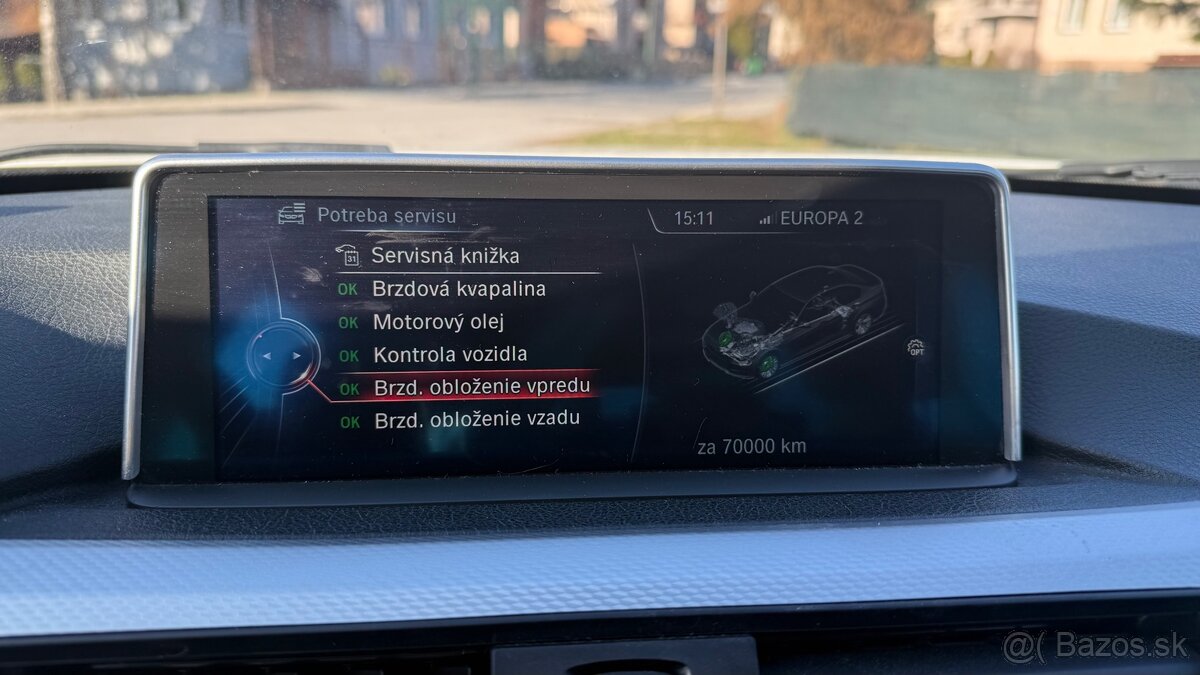 Potreba servisu
15:11
EUROPA 2
31 Servisná knižka
OK Brzdová kvapalina
OK Motorový olej
OK Kontrola vozidla
OK Brzd. obloženie vpredu
OK Brzd. obloženie vzadu
OPT
za 70000 km
@( Bazos.sk